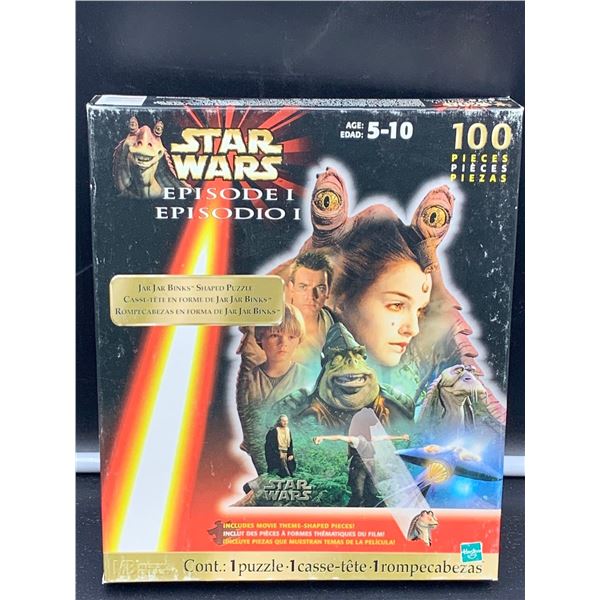 STAR
WARS
EPISODE I
EPISODIO I
AGE:
EDAD: 5-10
100
PIECES
PIÈCES
PIEZAS
JAR JAR BINKS™ SHAPED PUZZLE
CASSE-TÊTE EN FORME DE JAR JAR BINKS™
ROMPECABEZAS EN FORMA DE JAR JAR BINKS™
STAR
WARS
INCLUDES MOVIE THEME-SHAPED PIECES!
INCLUT DES PIÈCES À FORMES THÉMATIQUES DU FILM!
¡INCLUYE PIEZAS QUE MUESTRAN TEMAS DE LA PELÍCULA!
Hasbro
Cont.: 1 puzzle · 1 casse-tête · 1 rompecabezas